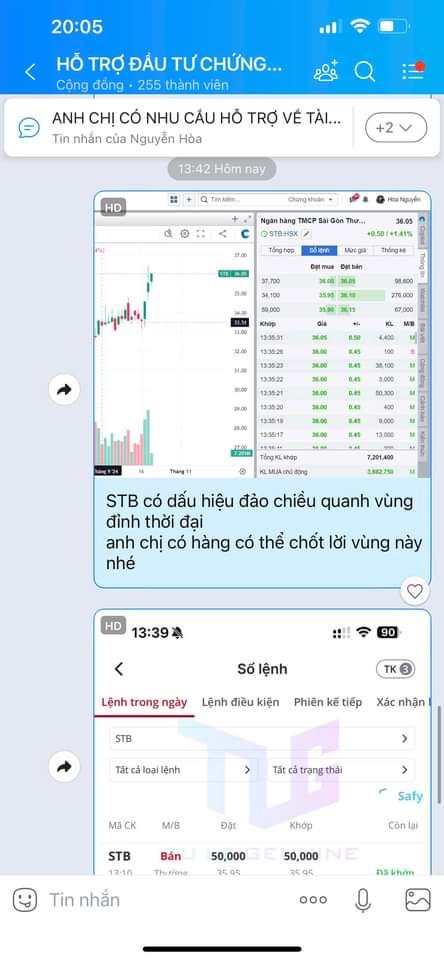 20:05
HỖ TRỢ ĐẦU TƯ CHỨNG...
Cộng đồng • 255 thành viên
ANH CHỊ CÓ NHU CẦU HỖ TRỢ VỀ TÀI...
Tin nhắn của Nguyễn Hòa
+2
13:42 Hôm nay
HD
Tìm kiếm... Chứng khoán Hòa Nguyễn
Ngân hàng TMCP Sài Gòn Thư... 36.05
STB:HSX +0.50 / +1.41%
Tổng hợp Sổ lệnh Mức giá Thống kê
Đặt mua Đặt bán
37,700 36.00 36.05 98,600
34,100 35.95 36.10 276,000
59,000 35.90 36.15 67,000
Khớp Giá +/- KL M/B
13:35:31 36.05 0.50 4,400 M
13:35:26 36.00 0.45 100 B
13:35:23 36.00 0.45 38,100 M
13:35:22 36.00 0.45 3,000 M
13:35:21 36.00 0.45 50,300 M
13:35:20 36.00 0.45 400 M
13:35:19 36.00 0.45 9,000 M
13:35:17 36.00 0.45 13,000 M
Tổng KL khớp 7,201,400
KL MUA chủ động 3,882,750 M
37.00
STB 36.05
35.00
34.00
33.51
33.00
32.00
31.00
30.00
29.00
28.00
27.00
7.201M
Tháng 9 '24 16 Tháng 11
STB có dấu hiệu đảo chiều quanh vùng
đỉnh thời đại
anh chị có hàng có thể chốt lời vùng này
nhé
HD
13:39
90
Sổ lệnh
TK 3
Lệnh trong ngày Lệnh điều kiện Phiên kế tiếp Xác nhận
STB
Tất cả loại lệnh Tất cả trạng thái
Safy
Mã CK M/B Đặt Khớp Còn lại
STB Bán 50,000 50,000
13:10 Thường 35.95 35.95 Đã khớp
Tin nhắn